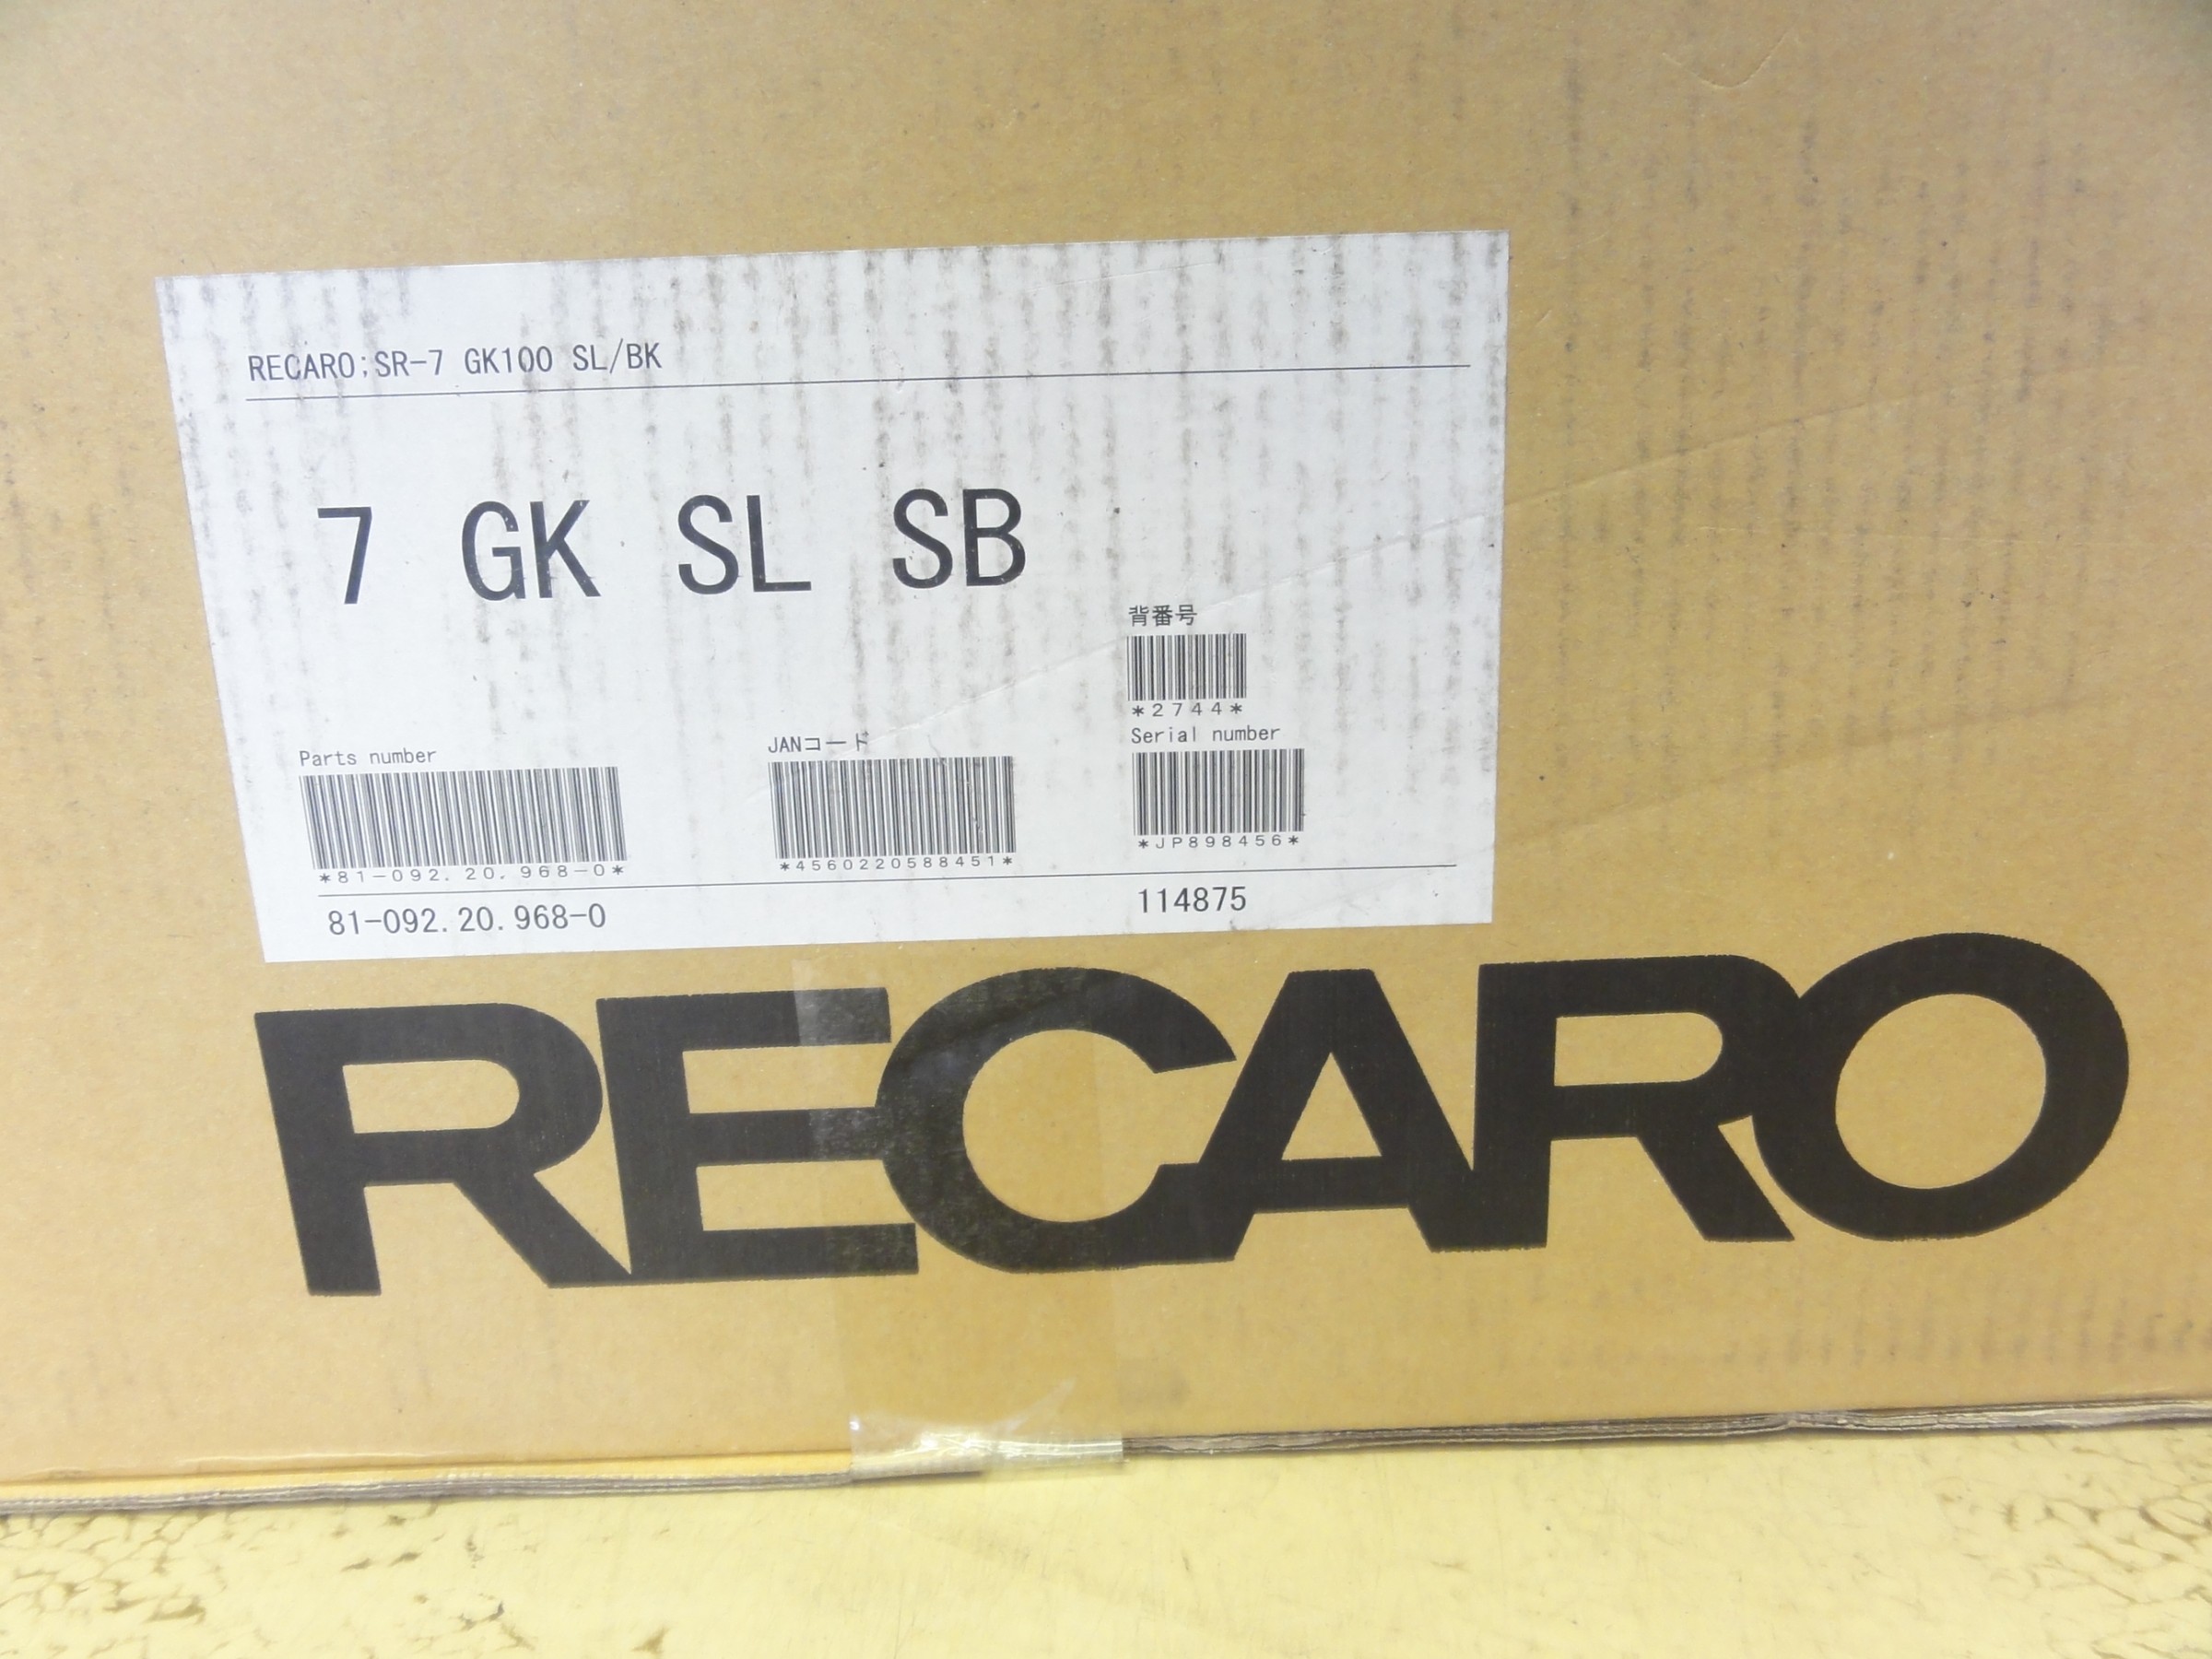 RECARO;SR-7 GK100 SL/BK
7 GK SL SB
背番号
*2744*
Parts number
JANコード
Serial number
*81-092.20.968-0*
*4560220588451*
*JP898456*
81-092.20.968-0
114875
RECARO